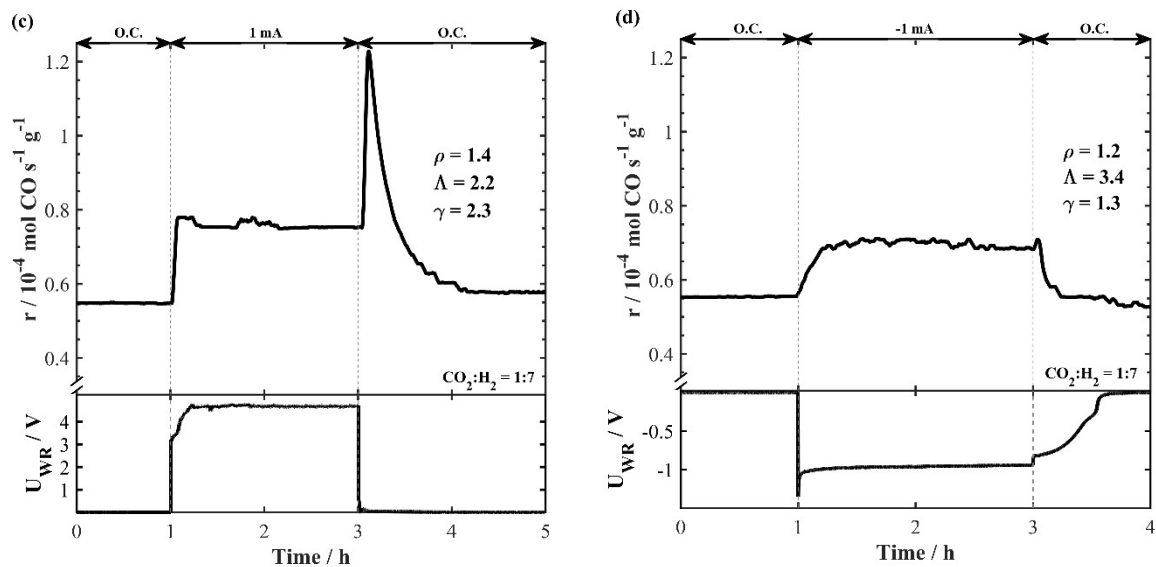 (c)
O.C. 1 mA O.C.
1.2
1
0.8
0.6
0.4
r / 10⁻⁴ mol CO s⁻¹ g⁻¹
ρ = 1.4
Λ = 2.2
γ = 2.3
CO₂:H₂ = 1:7
4
3
2
1
U_WR / V
0 1 2 3 4 5
Time / h
(d)
O.C. -1 mA O.C.
1.2
1
0.8
0.6
0.4
r / 10⁻⁴ mol CO s⁻¹ g⁻¹
ρ = 1.2
Λ = 3.4
γ = 1.3
CO₂:H₂ = 1:7
-0.5
-1
U_WR / V
0 1 2 3 4
Time / h